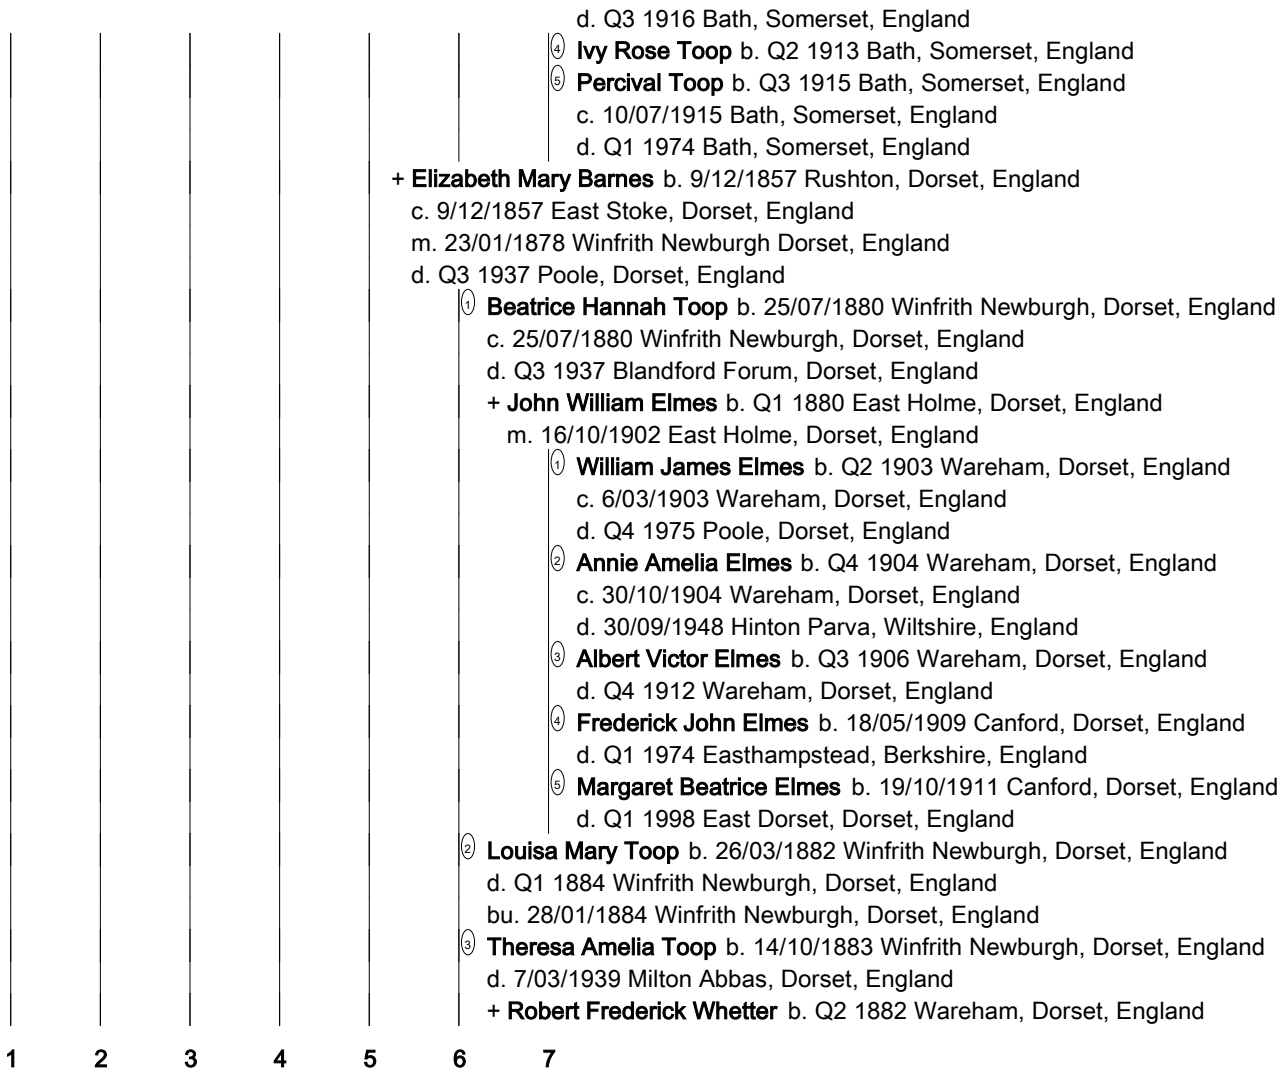 d. Q3 1916 Bath, Somerset, England
4 Ivy Rose Toop b. Q2 1913 Bath, Somerset, England
5 Percival Toop b. Q3 1915 Bath, Somerset, England
c. 10/07/1915 Bath, Somerset, England
d. Q1 1974 Bath, Somerset, England
+ Elizabeth Mary Barnes b. 9/12/1857 Rushton, Dorset, England
c. 9/12/1857 East Stoke, Dorset, England
m. 23/01/1878 Winfrith Newburgh Dorset, England
d. Q3 1937 Poole, Dorset, England
1 Beatrice Hannah Toop b. 25/07/1880 Winfrith Newburgh, Dorset, England
c. 25/07/1880 Winfrith Newburgh, Dorset, England
d. Q3 1937 Blandford Forum, Dorset, England
+ John William Elmes b. Q1 1880 East Holme, Dorset, England
m. 16/10/1902 East Holme, Dorset, England
1 William James Elmes b. Q2 1903 Wareham, Dorset, England
c. 6/03/1903 Wareham, Dorset, England
d. Q4 1975 Poole, Dorset, England
2 Annie Amelia Elmes b. Q4 1904 Wareham, Dorset, England
c. 30/10/1904 Wareham, Dorset, England
d. 30/09/1948 Hinton Parva, Wiltshire, England
3 Albert Victor Elmes b. Q3 1906 Wareham, Dorset, England
d. Q4 1912 Wareham, Dorset, England
4 Frederick John Elmes b. 18/05/1909 Canford, Dorset, England
d. Q1 1974 Easthampstead, Berkshire, England
5 Margaret Beatrice Elmes b. 19/10/1911 Canford, Dorset, England
d. Q1 1998 East Dorset, Dorset, England
2 Louisa Mary Toop b. 26/03/1882 Winfrith Newburgh, Dorset, England
d. Q1 1884 Winfrith Newburgh, Dorset, England
bu. 28/01/1884 Winfrith Newburgh, Dorset, England
3 Theresa Amelia Toop b. 14/10/1883 Winfrith Newburgh, Dorset, England
d. 7/03/1939 Milton Abbas, Dorset, England
+ Robert Frederick Whetter b. Q2 1882 Wareham, Dorset, England
1 2 3 4 5 6 7